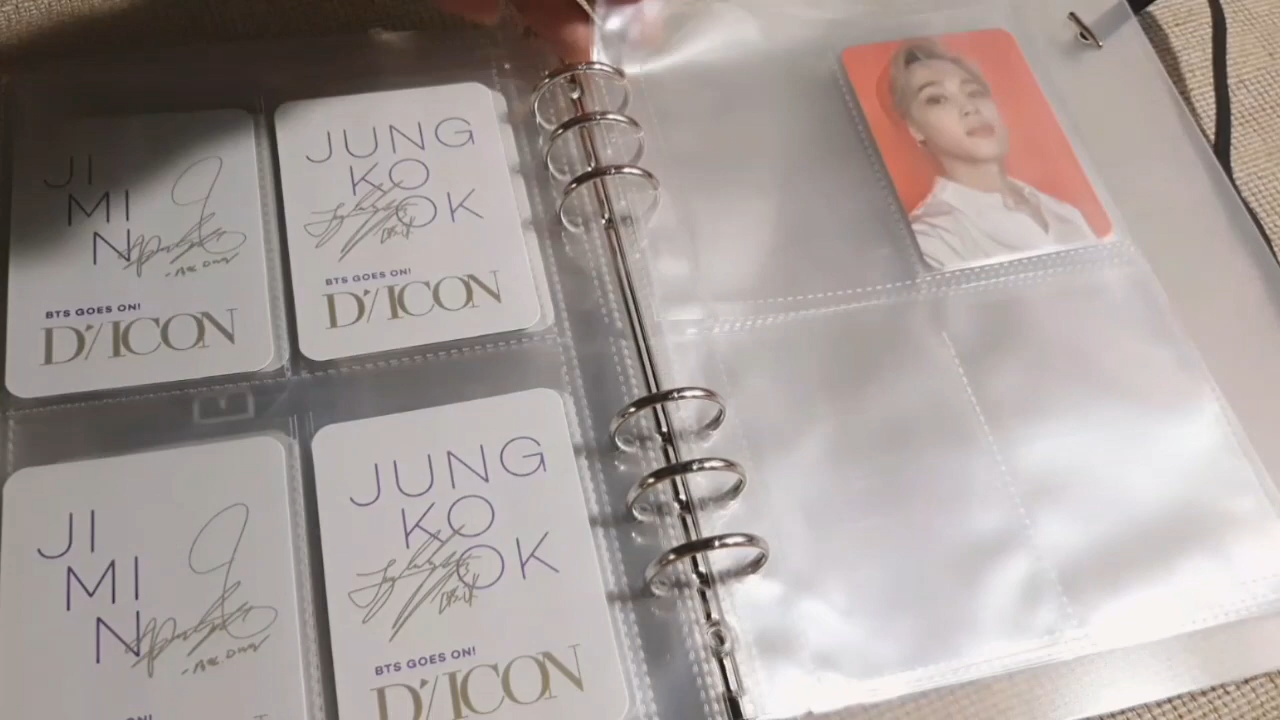 JI
MI
N
BTS GOES ON!
D'/ICON
JUNG
KO
OK
BTS GOES ON!
D'/ICON
JI
MI
N
JUNG
KO
OK
BTS GOES ON!
D'/ICON